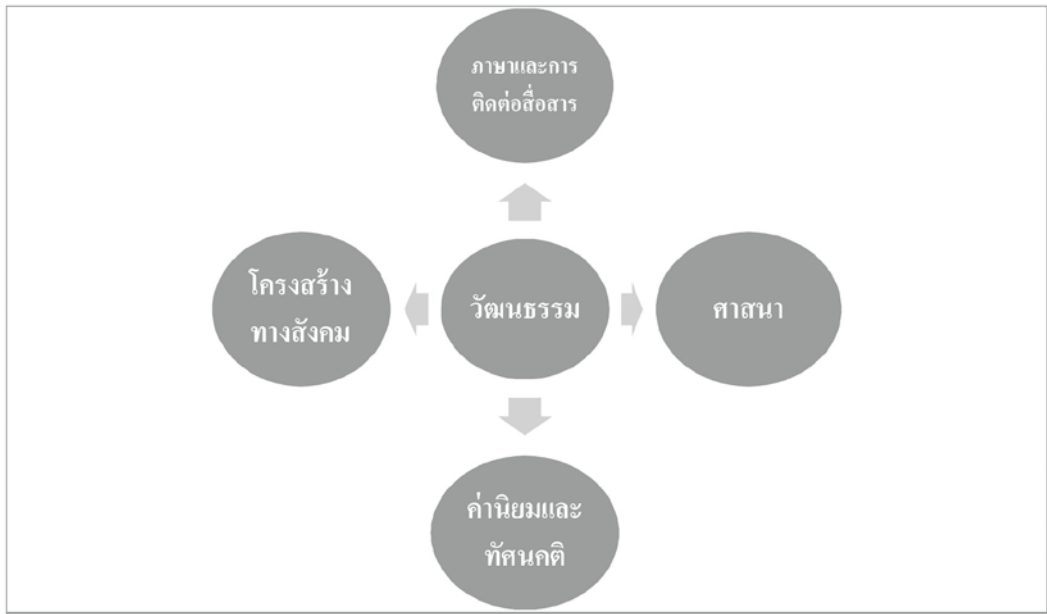 ภาษาและการ
ติดต่อสื่อสาร
โครงสร้าง
ทางสังคม
วัฒนธรรม
ศาสนา
ค่านิยมและ
ทัศนคติ